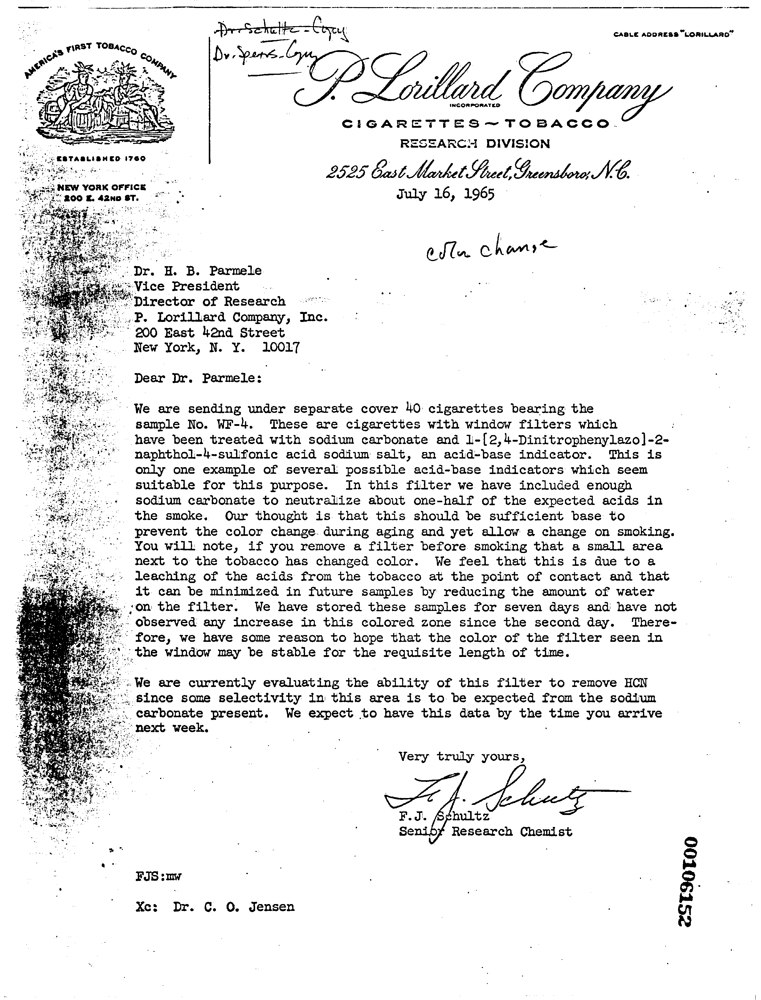 Dr. Schultz - Copy
Dr. Spears - Copy
CABLE ADDRESS "LORILLARD"
AMERICA'S FIRST TOBACCO COMPANY
P. Lorillard Company
INCORPORATED
CIGARETTES ~ TOBACCO
RESEARCH DIVISION
ESTABLISHED 1760
2525 East Market Street, Greensboro, N.C.
NEW YORK OFFICE
200 E. 42ND ST.
July 16, 1965
color change
Dr. H. B. Parmele
Vice President
Director of Research
P. Lorillard Company, Inc.
200 East 42nd Street
New York, N. Y. 10017
Dear Dr. Parmele:
We are sending under separate cover 40 cigarettes bearing the
sample No. WF-4. These are cigarettes with window filters which
have been treated with sodium carbonate and 1-[2,4-Dinitrophenylazo]-2-
naphthol-4-sulfonic acid sodium salt, an acid-base indicator. This is
only one example of several possible acid-base indicators which seem
suitable for this purpose. In this filter we have included enough
sodium carbonate to neutralize about one-half of the expected acids in
the smoke. Our thought is that this should be sufficient base to
prevent the color change during aging and yet allow a change on smoking.
You will note, if you remove a filter before smoking that a small area
next to the tobacco has changed color. We feel that this is due to a
leaching of the acids from the tobacco at the point of contact and that
it can be minimized in future samples by reducing the amount of water
on the filter. We have stored these samples for seven days and have not
observed any increase in this colored zone since the second day. There-
fore, we have some reason to hope that the color of the filter seen in
the window may be stable for the requisite length of time.
We are currently evaluating the ability of this filter to remove HCN
since some selectivity in this area is to be expected from the sodium
carbonate present. We expect to have this data by the time you arrive
next week.
Very truly yours,
F. J. Schultz
F.J. Schultz
Senior Research Chemist
FJS:mw
Xc: Dr. C. O. Jensen
00106152